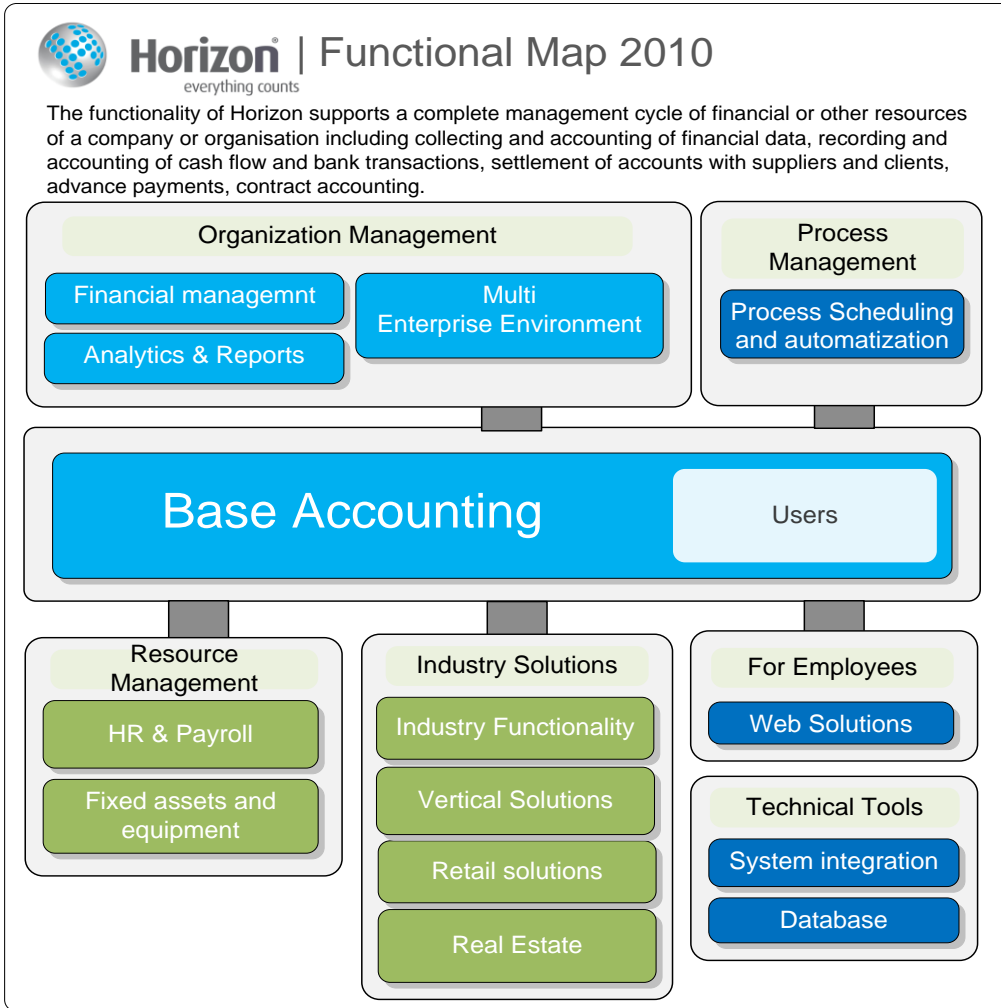 Horizon® | Functional Map 2010
everything counts
The functionality of Horizon supports a complete management cycle of financial or other resources
of a company or organisation including collecting and accounting of financial data, recording and
accounting of cash flow and bank transactions, settlement of accounts with suppliers and clients,
advance payments, contract accounting.
Organization Management
Financial managemnt
Analytics & Reports
Multi
Enterprise Environment
Process
Management
Process Scheduling
and automatization
Base Accounting
Users
Resource
Management
HR & Payroll
Fixed assets and
equipment
Industry Solutions
Industry Functionality
Vertical Solutions
Retail solutions
Real Estate
For Employees
Web Solutions
Technical Tools
System integration
Database